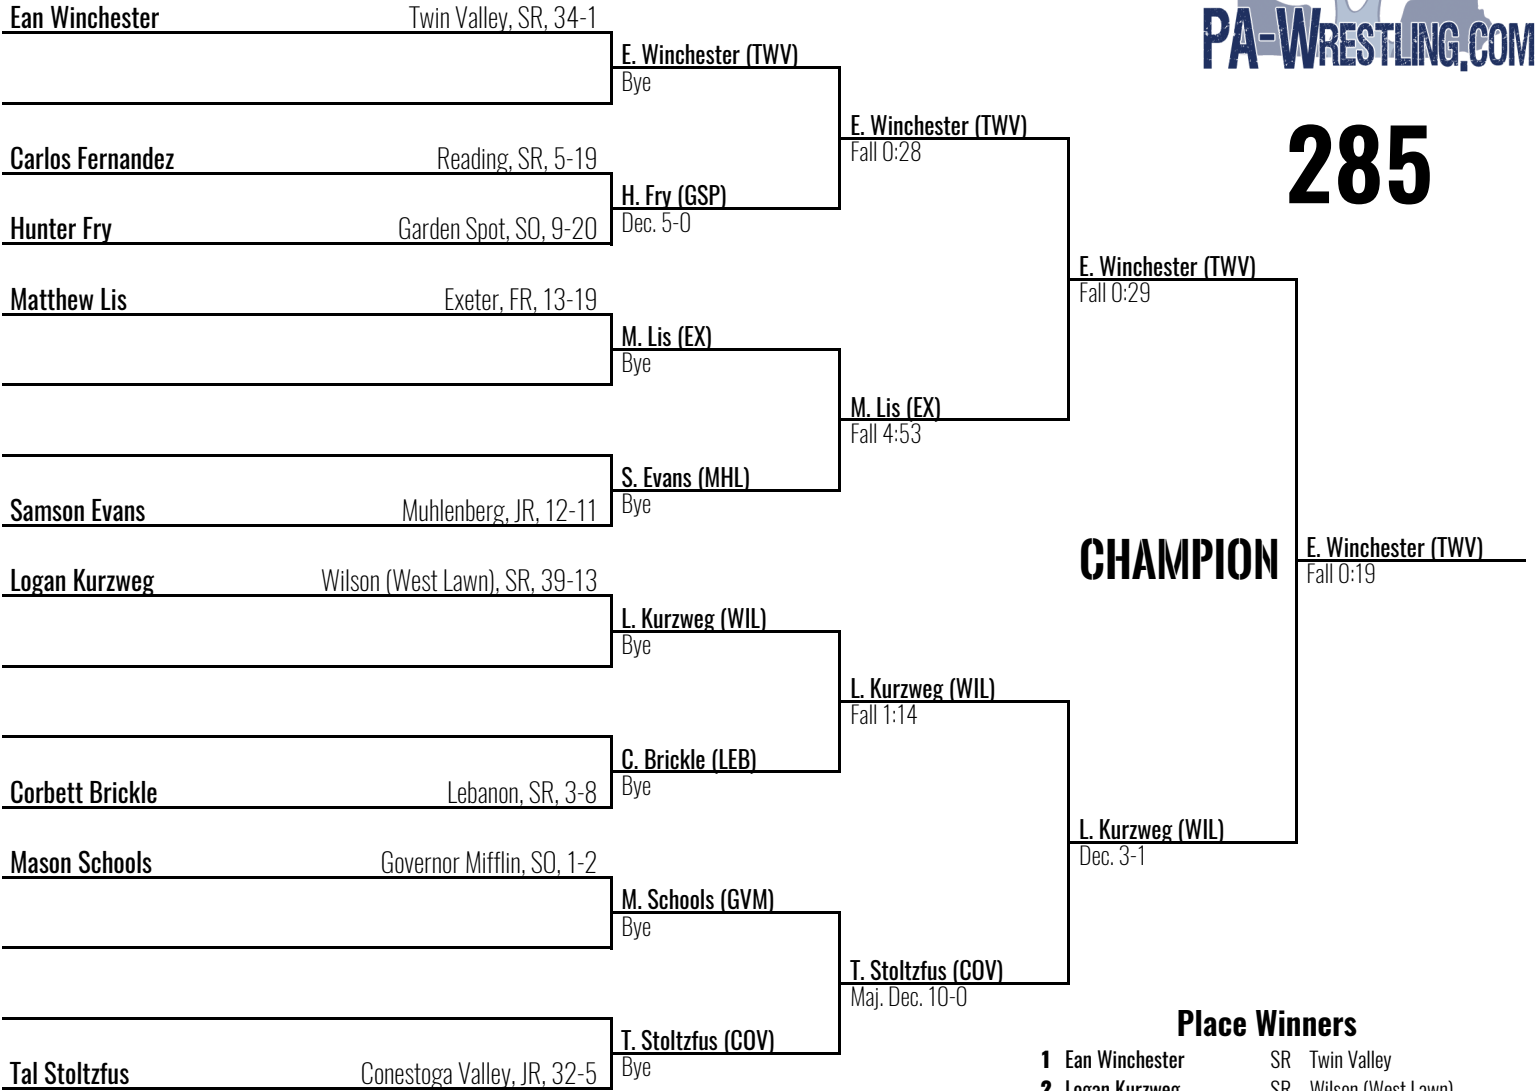 Ean Winchester Twin Valley, SR, 34-1
E. Winchester (TWV)
Bye
Carlos Fernandez Reading, SR, 5-19
Hunter Fry Garden Spot, SO, 9-20
H. Fry (GSP)
Dec. 5-0
E. Winchester (TWV)
Fall 0:28
Matthew Lis Exeter, FR, 13-19
M. Lis (EX)
Bye
Samson Evans Muhlenberg, JR, 12-11
S. Evans (MHL)
Bye
M. Lis (EX)
Fall 4:53
E. Winchester (TWV)
Fall 0:29
Logan Kurzweg Wilson (West Lawn), SR, 39-13
L. Kurzweg (WIL)
Bye
Corbett Brickle Lebanon, SR, 3-8
C. Brickle (LEB)
Bye
L. Kurzweg (WIL)
Fall 1:14
Mason Schools Governor Mifflin, SO, 1-2
M. Schools (GVM)
Bye
Tal Stoltzfus Conestoga Valley, JR, 32-5
T. Stoltzfus (COV)
Bye
T. Stoltzfus (COV)
Maj. Dec. 10-0
L. Kurzweg (WIL)
Dec. 3-1
CHAMPION
E. Winchester (TWV)
Fall 0:19
PA-WRESTLING.COM
285
Place Winners
1 Ean Winchester SR Twin Valley
2 Logan Kurzweg SR Wilson (West Lawn)